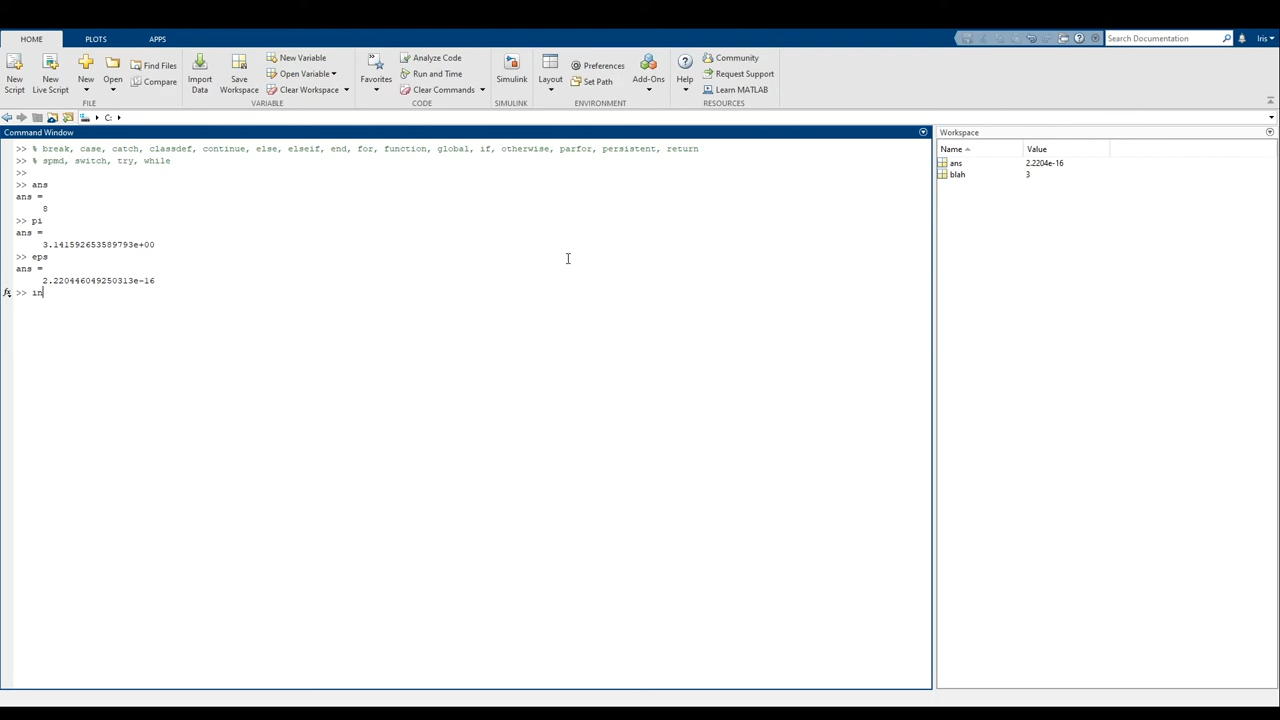 HOME PLOTS APPS
Search Documentation Iris
New Script
New Live Script
New
Open
Find Files
Compare
FILE
Import Data
Save Workspace
New Variable
Open Variable
Clear Workspace
VARIABLE
Favorites
Analyze Code
Run and Time
Clear Commands
CODE
Simulink
SIMULINK
Layout
Preferences
Set Path
Add-Ons
ENVIRONMENT
Help
Community
Request Support
Learn MATLAB
RESOURCES
C:
Command Window
>> % break, case, catch, classdef, continue, else, elseif, end, for, function, global, if, otherwise, parfor, persistent, return
>> % spmd, switch, try, while
>>
>> ans
ans =
8
>> pi
ans =
3.141592653589793e+00
>> eps
ans =
2.220446049250313e-16
fx >> in
Workspace
Name Value
ans 2.2204e-16
blah 3